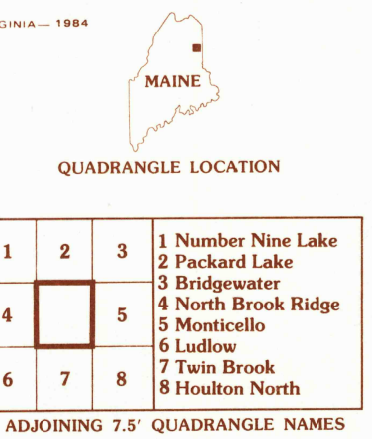 GINIA— 1984
MAINE
QUADRANGLE LOCATION
1 2 3
4 5
6 7 8
1 Number Nine Lake
2 Packard Lake
3 Bridgewater
4 North Brook Ridge
5 Monticello
6 Ludlow
7 Twin Brook
8 Houlton North
ADJOINING 7.5′ QUADRANGLE NAMES